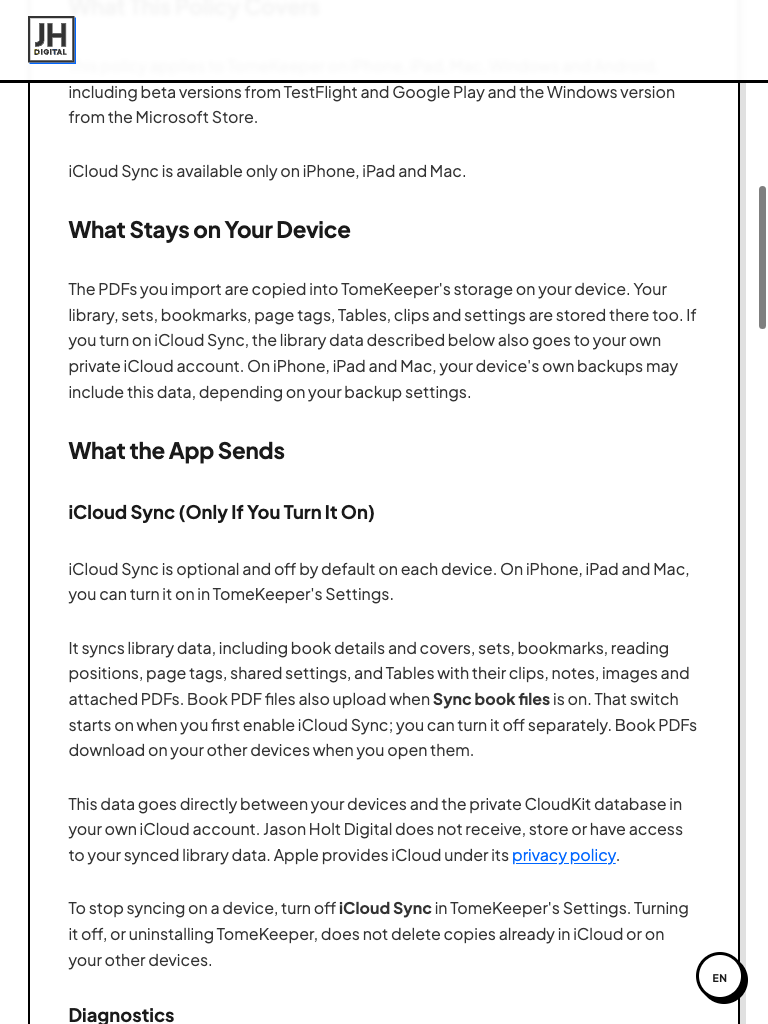 What This Policy Covers
JH
DIGITAL
including beta versions from TestFlight and Google Play and the Windows version
from the Microsoft Store.
iCloud Sync is available only on iPhone, iPad and Mac.
What Stays on Your Device
The PDFs you import are copied into TomeKeeper's storage on your device. Your
library, sets, bookmarks, page tags, Tables, clips and settings are stored there too. If
you turn on iCloud Sync, the library data described below also goes to your own
private iCloud account. On iPhone, iPad and Mac, your device's own backups may
include this data, depending on your backup settings.
What the App Sends
iCloud Sync (Only If You Turn It On)
iCloud Sync is optional and off by default on each device. On iPhone, iPad and Mac,
you can turn it on in TomeKeeper's Settings.
It syncs library data, including book details and covers, sets, bookmarks, reading
positions, page tags, shared settings, and Tables with their clips, notes, images and
attached PDFs. Book PDF files also upload when Sync book files is on. That switch
starts on when you first enable iCloud Sync; you can turn it off separately. Book PDFs
download on your other devices when you open them.
This data goes directly between your devices and the private CloudKit database in
your own iCloud account. Jason Holt Digital does not receive, store or have access
to your synced library data. Apple provides iCloud under its privacy policy.
To stop syncing on a device, turn off iCloud Sync in TomeKeeper's Settings. Turning
it off, or uninstalling TomeKeeper, does not delete copies already in iCloud or on
your other devices.
EN
Diagnostics